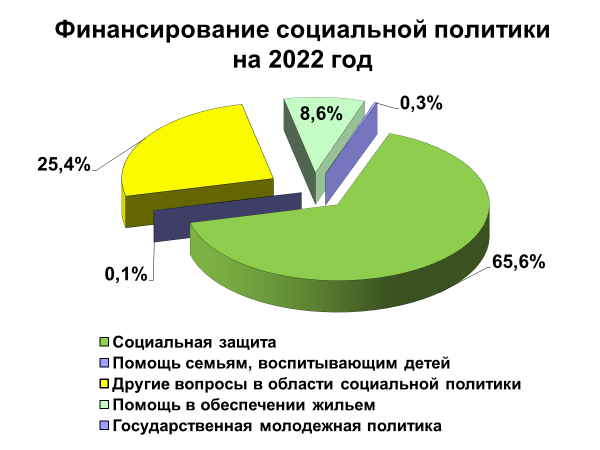 Финансирование социальной политики
на 2022 год
8,6%
0,3%
25,4%
65,6%
0,1%
Социальная защита
Помощь семьям, воспитывающим детей
Другие вопросы в области социальной политики
Помощь в обеспечении жильем
Государственная молодежная политика